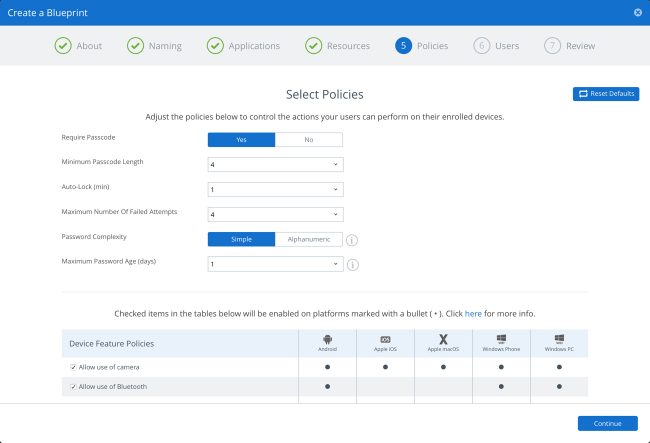 Create a Blueprint
About
Naming
Applications
Resources
5 Policies
6 Users
7 Review
Select Policies
Reset Defaults
Adjust the policies below to control the actions your users can perform on their enrolled devices.
Require Passcode
Yes No
Minimum Passcode Length
4
Auto-Lock (min)
1
Maximum Number Of Failed Attempts
4
Password Complexity
Simple Alphanumeric
Maximum Password Age (days)
1
Checked items in the tables below will be enabled on platforms marked with a bullet ( • ). Click here for more info.
Device Feature Policies
Android Apple iOS Apple macOS Windows Phone Windows PC
Allow use of camera
Allow use of Bluetooth
Continue